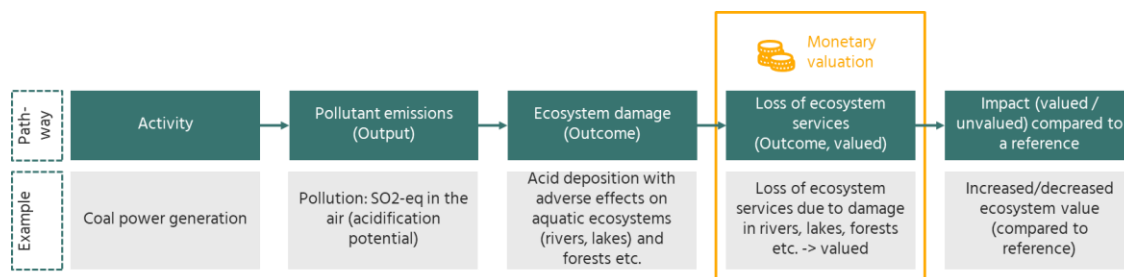 Monetary
valuation
Path-
way
Activity
Pollutant emissions
(Output)
Ecosystem damage
(Outcome)
Loss of ecosystem
services
(Outcome, valued)
Impact (valued /
unvalued) compared to
a reference
Example
Coal power generation
Pollution: SO2-eq in the
air (acidification
potential)
Acid deposition with
adverse effects on
aquatic ecosystems
(rivers, lakes) and
forests etc.
Loss of ecosystem
services due to damage
in rivers, lakes, forests
etc. -> valued
Increased/decreased
ecosystem value
(compared to
reference)